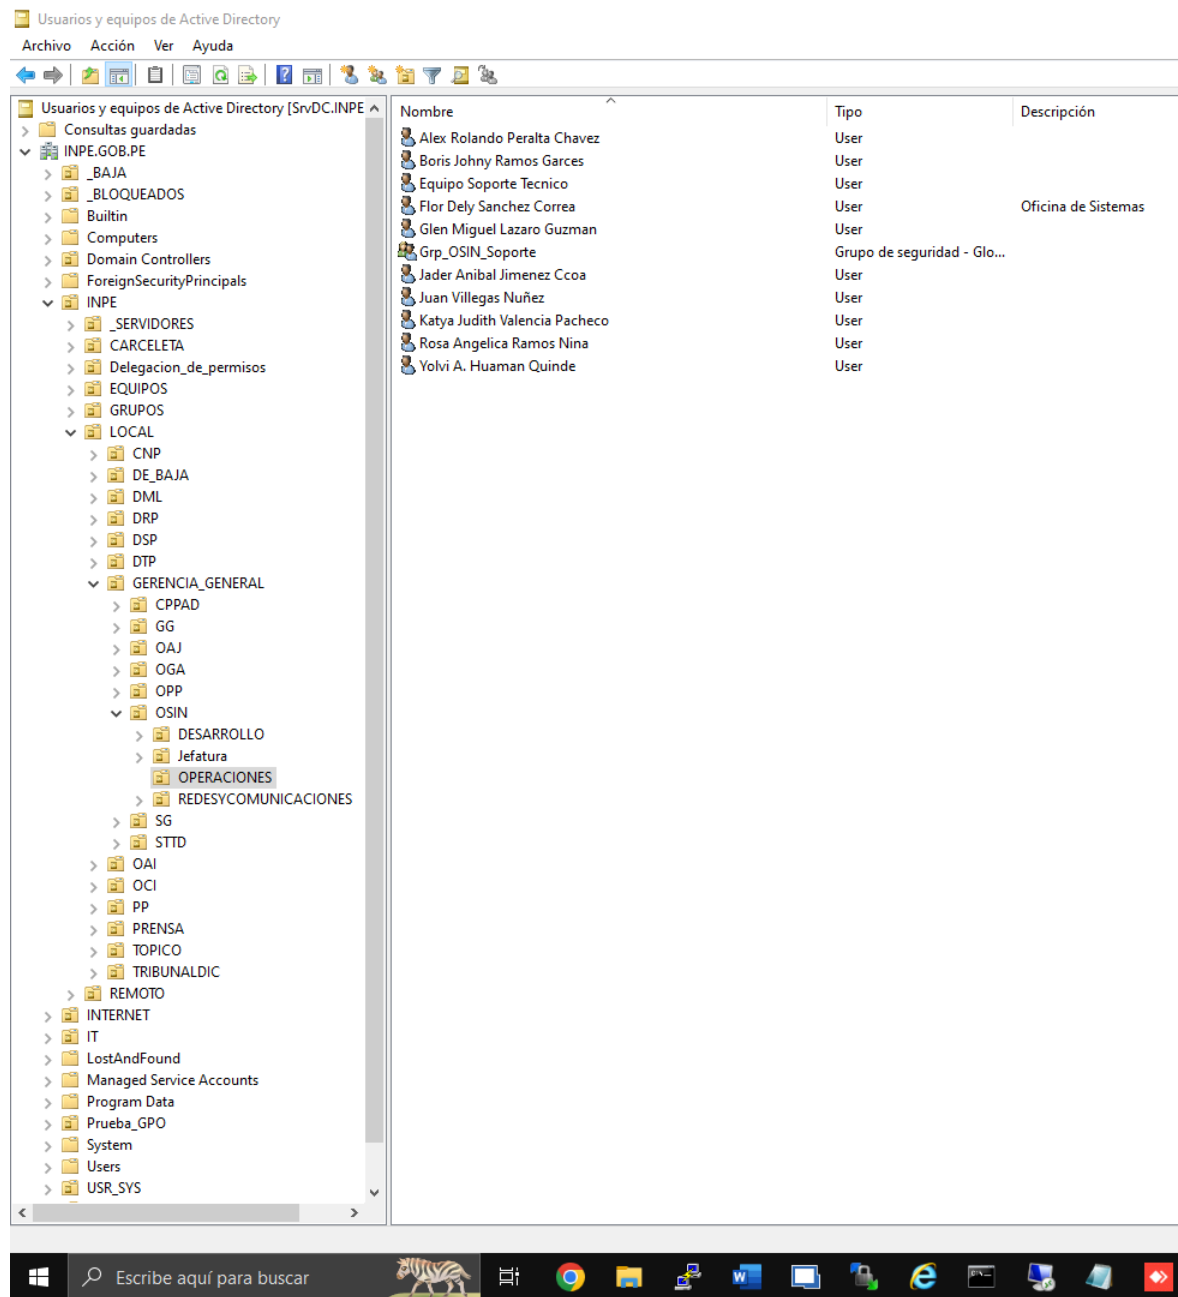 Usuarios y equipos de Active Directory
Archivo Acción Ver Ayuda
Usuarios y equipos de Active Directory [SrvDC.INPE
Consultas guardadas
INPE.GOB.PE
_BAJA
_BLOQUEADOS
Builtin
Computers
Domain Controllers
ForeignSecurityPrincipals
INPE
_SERVIDORES
CARCELETA
Delegacion_de_permisos
EQUIPOS
GRUPOS
LOCAL
CNP
DE_BAJA
DML
DRP
DSP
DTP
GERENCIA_GENERAL
CPPAD
GG
OAJ
OGA
OPP
OSIN
DESARROLLO
Jefatura
OPERACIONES
REDESYCOMUNICACIONES
SG
STTD
OAI
OCI
PP
PRENSA
TOPICO
TRIBUNALDIC
REMOTO
INTERNET
IT
LostAndFound
Managed Service Accounts
Program Data
Prueba_GPO
System
Users
USR_SYS
Nombre Tipo Descripción
Alex Rolando Peralta Chavez User
Boris Johny Ramos Garces User
Equipo Soporte Tecnico User
Flor Dely Sanchez Correa User Oficina de Sistemas
Glen Miguel Lazaro Guzman User
Grp_OSIN_Soporte Grupo de seguridad - Glo...
Jader Anibal Jimenez Ccoa User
Juan Villegas Nuñez User
Katya Judith Valencia Pacheco User
Rosa Angelica Ramos Nina User
Yolvi A. Huaman Quinde User
Escribe aquí para buscar